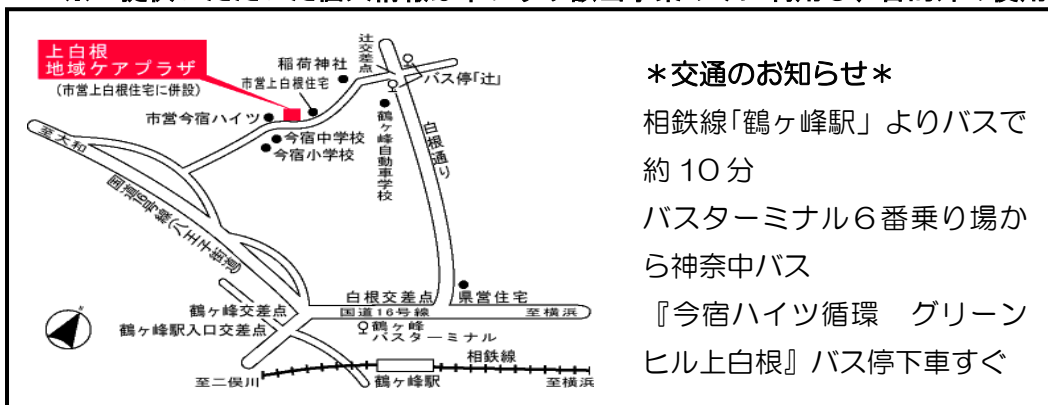 上白根
地域ケアプラザ
(市営上白根住宅に併設)
稲荷神社
市営上白根住宅
辻交差点
バス停「辻」
市営今宿ハイツ
今宿中学校
今宿小学校
鶴ヶ峰自動車学校
白根通り
至大和
国道16号線(八王子街道)
鶴ヶ峰交差点
鶴ヶ峰駅入口交差点
白根交差点
県営住宅
国道16号線
至横浜
鶴ヶ峰
バスターミナル
相鉄線
至二俣川
鶴ヶ峰駅
至横浜
＊交通のお知らせ＊
相鉄線「鶴ヶ峰駅」よりバスで
約 10 分
バスターミナル６番乗り場か
ら神奈中バス
『今宿ハイツ循環　グリーン
ヒル上白根』バス停下車すぐ